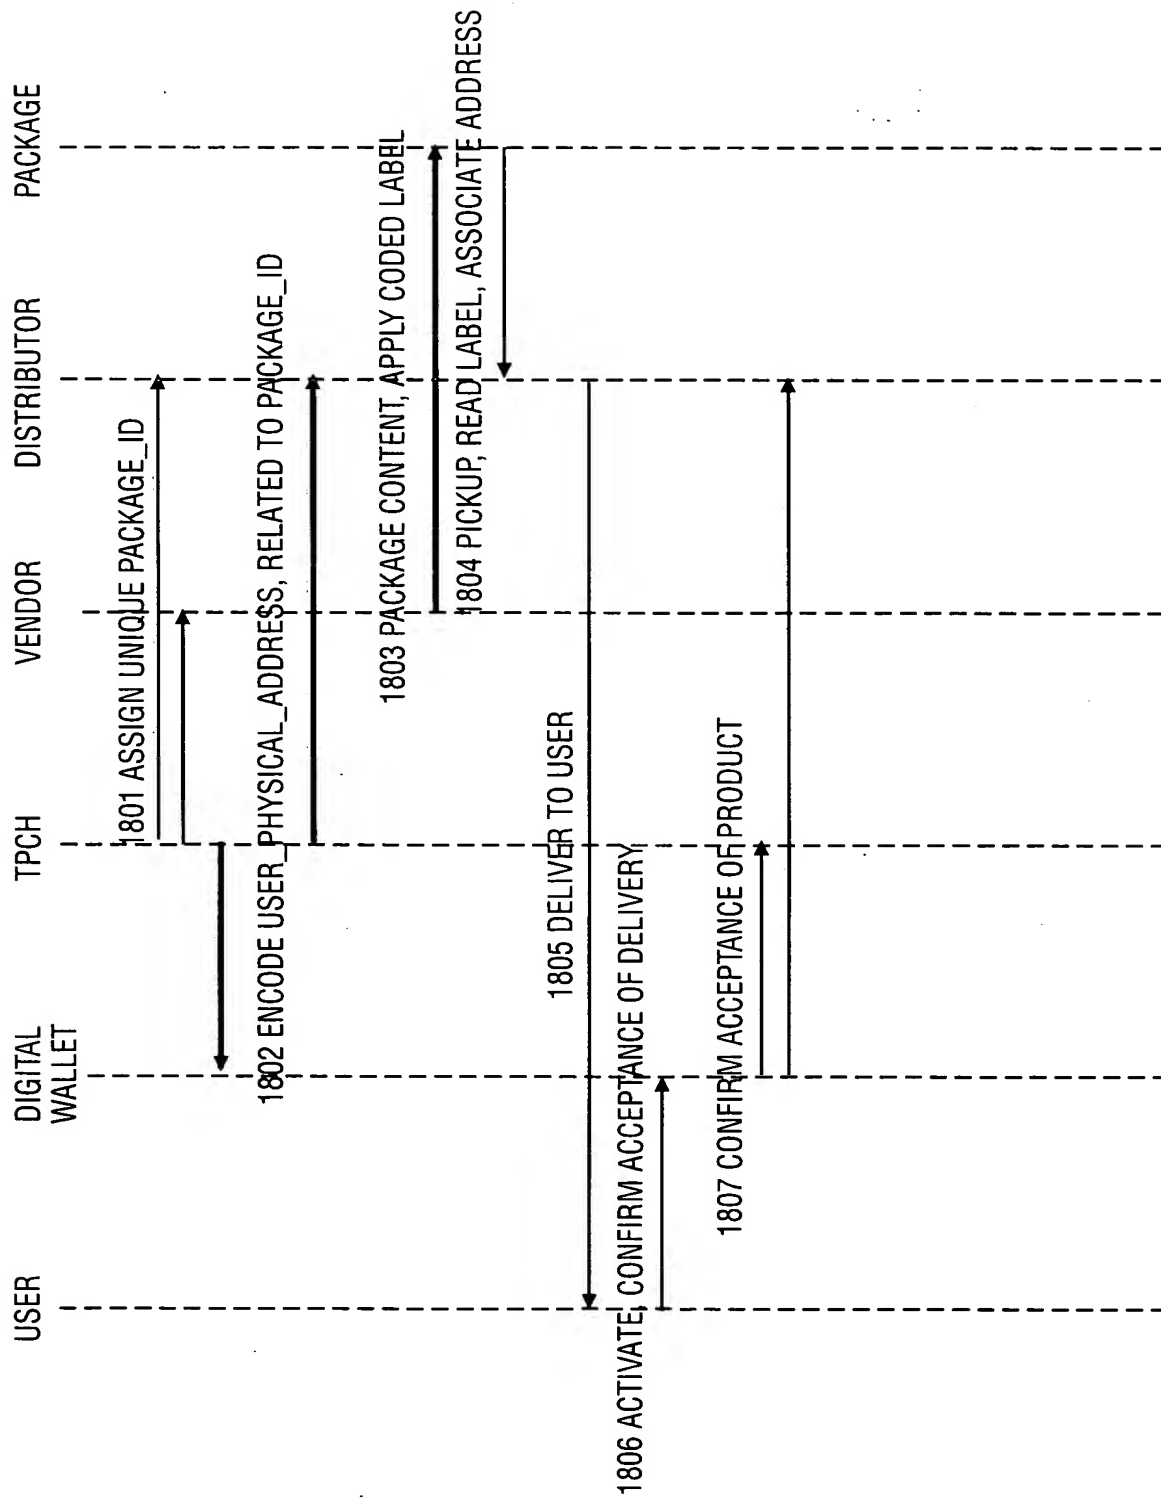 USER
DIGITAL
WALLET
TPCH
VENDOR
DISTRIBUTOR
PACKAGE
1801 ASSIGN UNIQUE PACKAGE_ID
1802 ENCODE USER_PHYSICAL_ADDRESS, RELATED TO PACKAGE_ID
1803 PACKAGE CONTENT, APPLY CODED LABEL
1804 PICKUP, READ LABEL, ASSOCIATE ADDRESS
1805 DELIVER TO USER
1806 ACTIVATE, CONFIRM ACCEPTANCE OF DELIVERY
1807 CONFIRM ACCEPTANCE OF PRODUCT